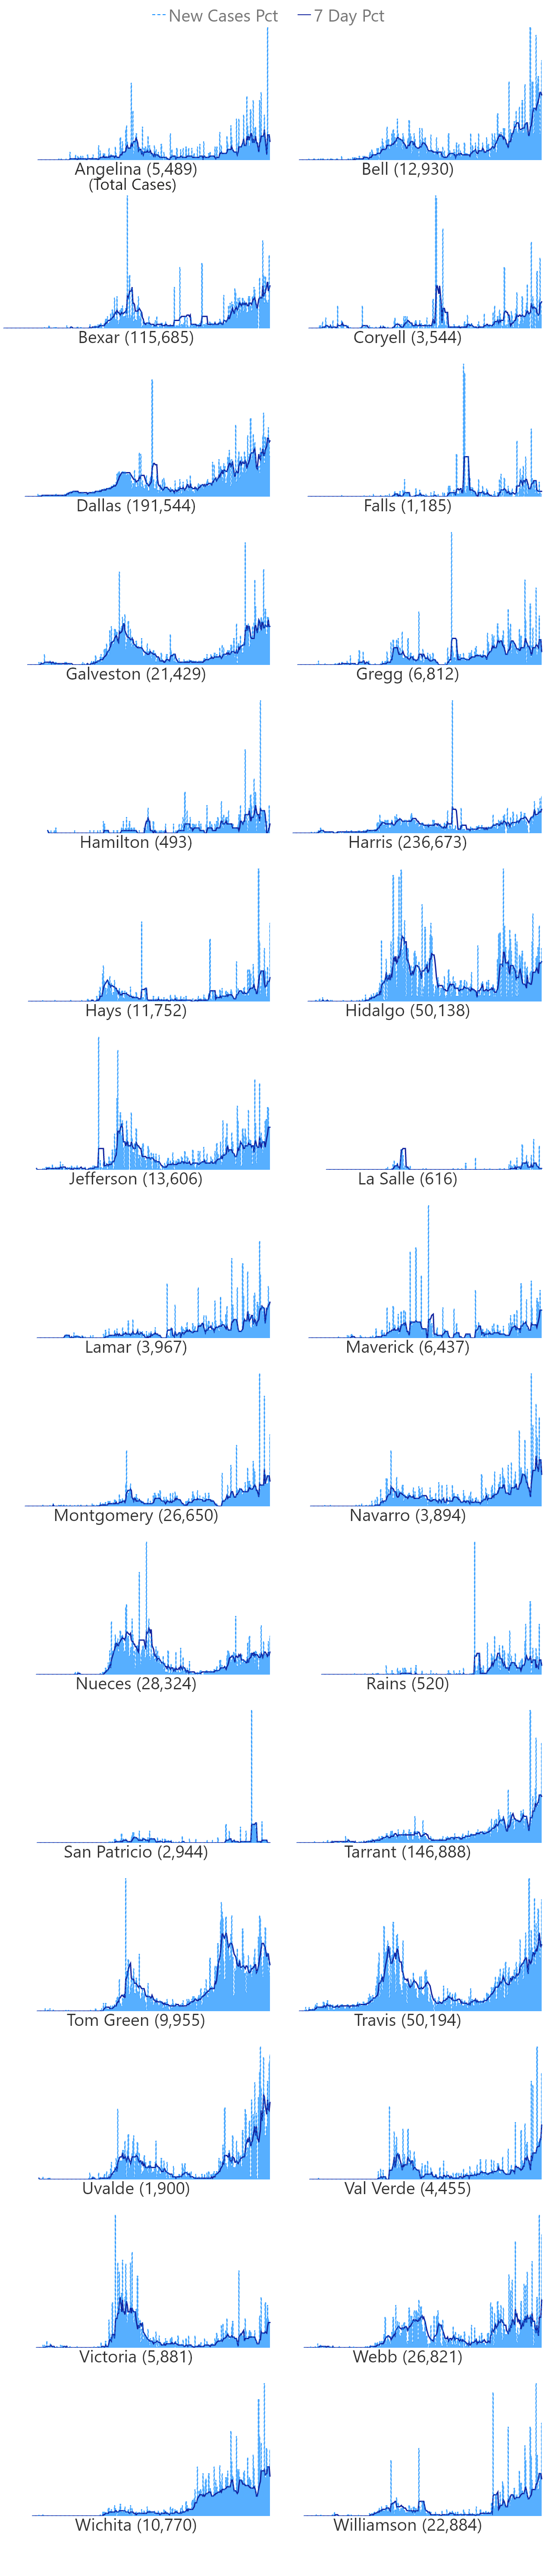 New Cases Pct 7 Day Pct
Angelina (5,489) Bell (12,930)
(Total Cases)
Bexar (115,685) Coryell (3,544)
Dallas (191,544) Falls (1,185)
Galveston (21,429) Gregg (6,812)
Hamilton (493) Harris (236,673)
Hays (11,752) Hidalgo (50,138)
Jefferson (13,606) La Salle (616)
Lamar (3,967) Maverick (6,437)
Montgomery (26,650) Navarro (3,894)
Nueces (28,324) Rains (520)
San Patricio (2,944) Tarrant (146,888)
Tom Green (9,955) Travis (50,194)
Uvalde (1,900) Val Verde (4,455)
Victoria (5,881) Webb (26,821)
Wichita (10,770) Williamson (22,884)